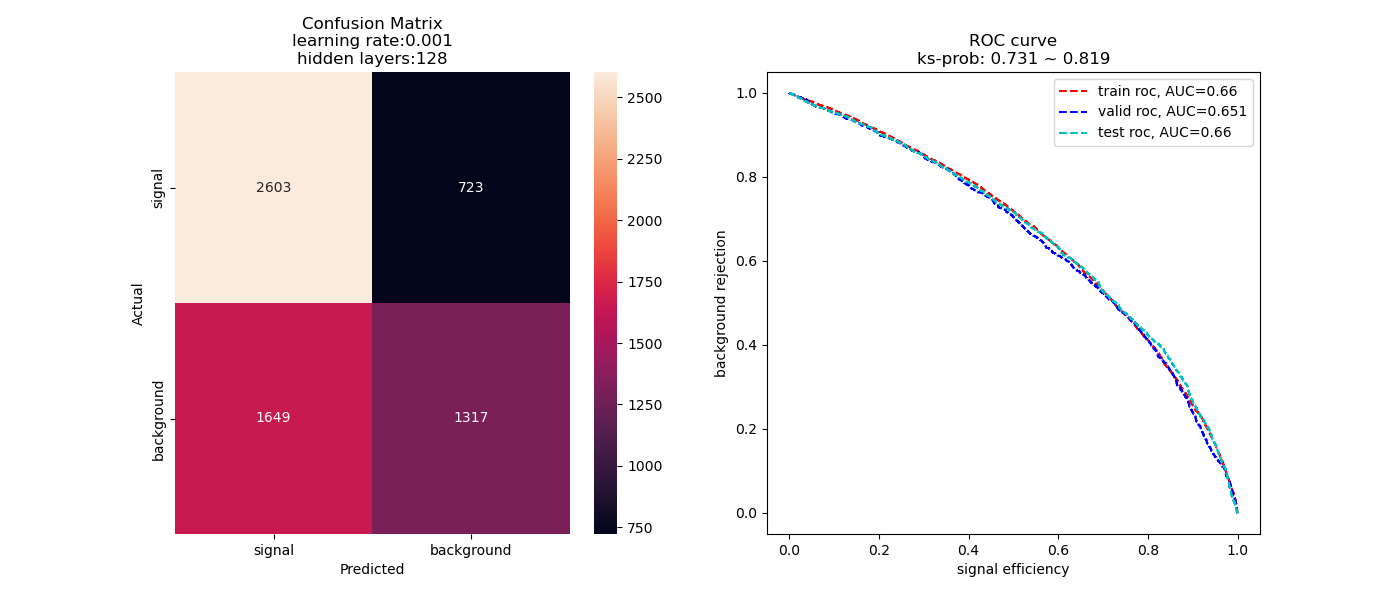 Confusion Matrix
learning rate:0.001
hidden layers:128
signal
background
Actual
2603
723
1649
1317
signal
background
Predicted
2500
2250
2000
1750
1500
1250
1000
750
ROC curve
ks-prob: 0.731 ~ 0.819
train roc, AUC=0.66
valid roc, AUC=0.651
test roc, AUC=0.66
background rejection
1.0
0.8
0.6
0.4
0.2
0.0
0.0
0.2
0.4
0.6
0.8
1.0
signal efficiency